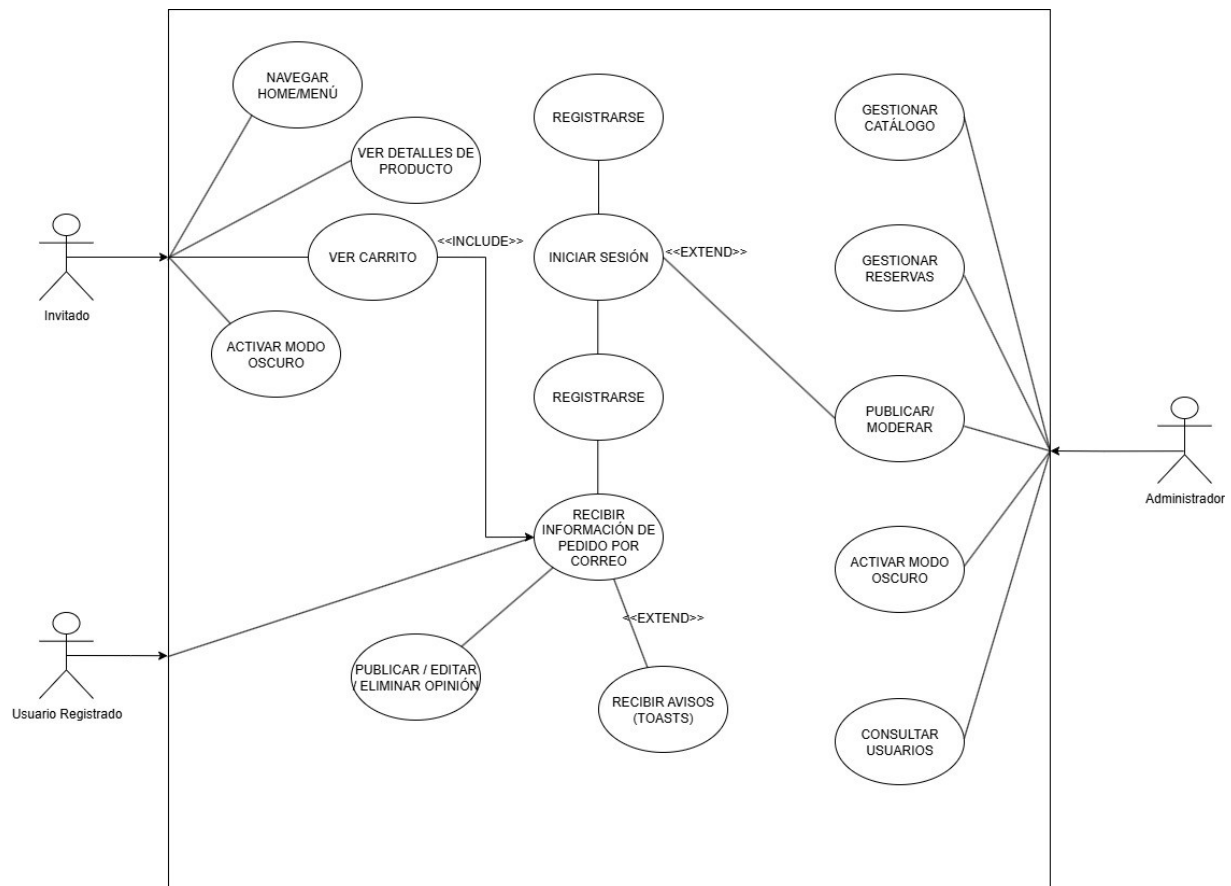 NAVEGAR
HOME/MENÚ
REGISTRARSE
GESTIONAR
CATÁLOGO
VER DETALLES DE
PRODUCTO
<<INCLUDE>>
VER CARRITO
INICIAR SESIÓN
<<EXTEND>>
GESTIONAR
RESERVAS
Invitado
ACTIVAR MODO
OSCURO
REGISTRARSE
PUBLICAR/
MODERAR
Administrador
RECIBIR
INFORMACIÓN DE
PEDIDO POR
CORREO
ACTIVAR MODO
OSCURO
<<EXTEND>>
PUBLICAR / EDITAR
/ ELIMINAR OPINIÓN
Usuario Registrado
RECIBIR AVISOS
(TOASTS)
CONSULTAR
USUARIOS